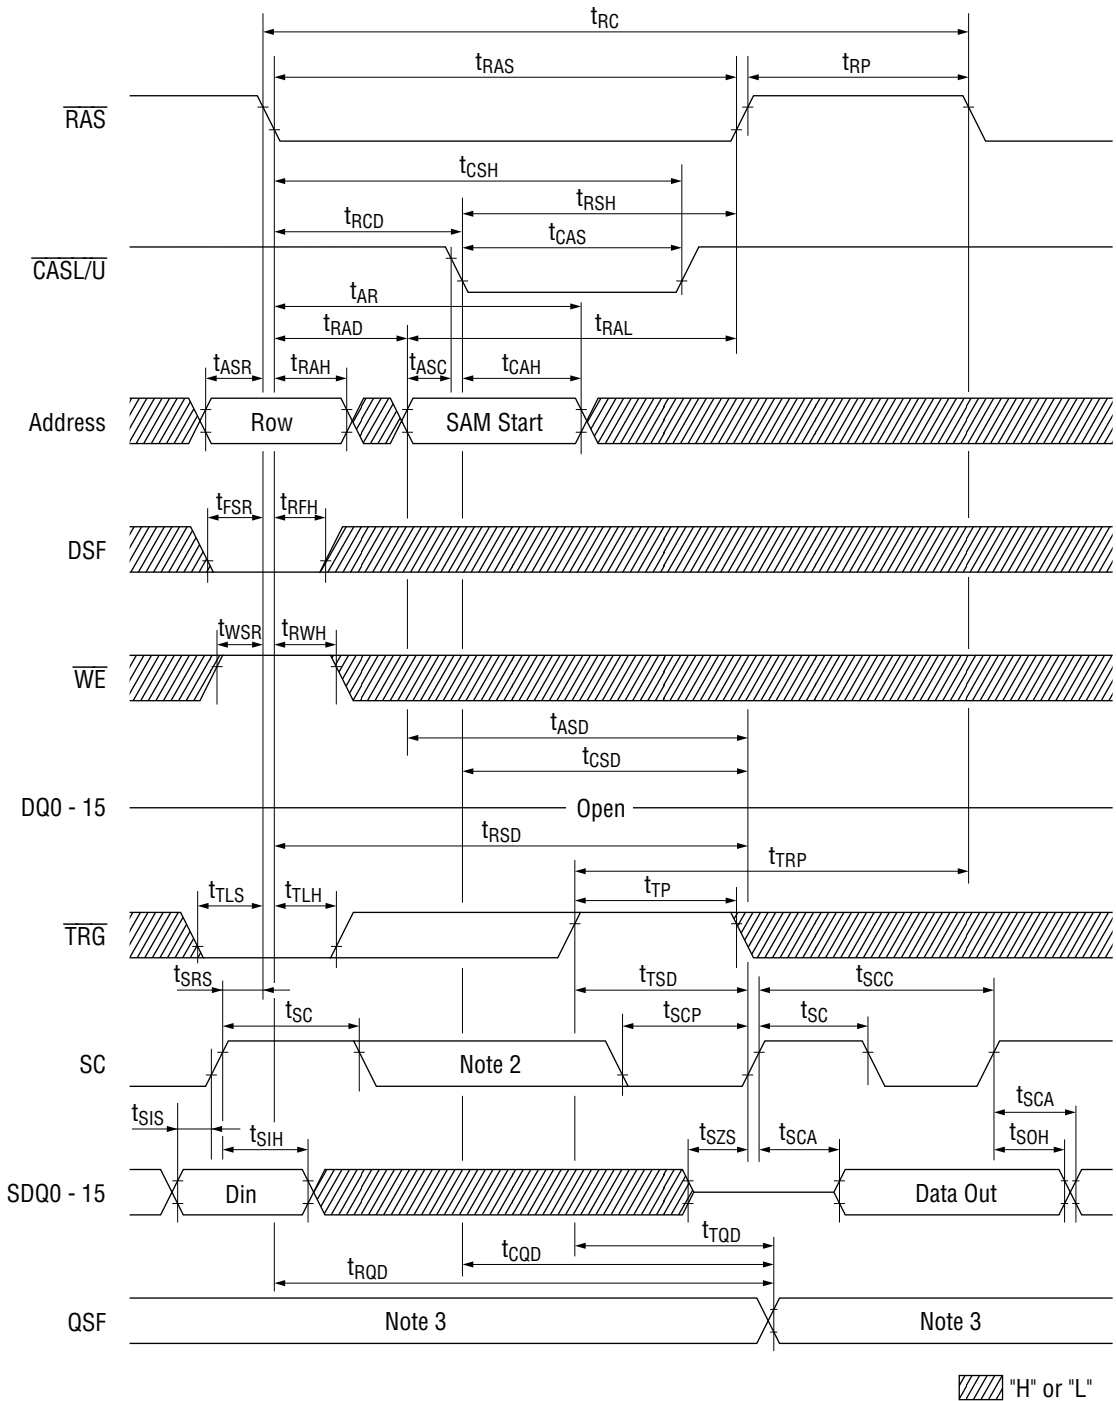 tRC
tRAS
tRP
RAS
tCSH
tRSH
tRCD
tCAS
CASL/U
tAR
tRAD
tRAL
tASR
tRAH
tASC
tCAH
Address
Row
SAM Start
tFSR
tRFH
DSF
tWSR
tRWH
WE
tASD
tCSD
DQ0 - 15
Open
tRSD
tTRP
tTLS
tTLH
tTP
TRG
tSRS
tTSD
tSCC
tSC
tSCP
tSC
SC
Note 2
tSIS
tSIH
tSZS
tSCA
tSCA
tSOH
SDQ0 - 15
Din
Data Out
tTQD
tCQD
tRQD
QSF
Note 3
Note 3
"H" or "L"